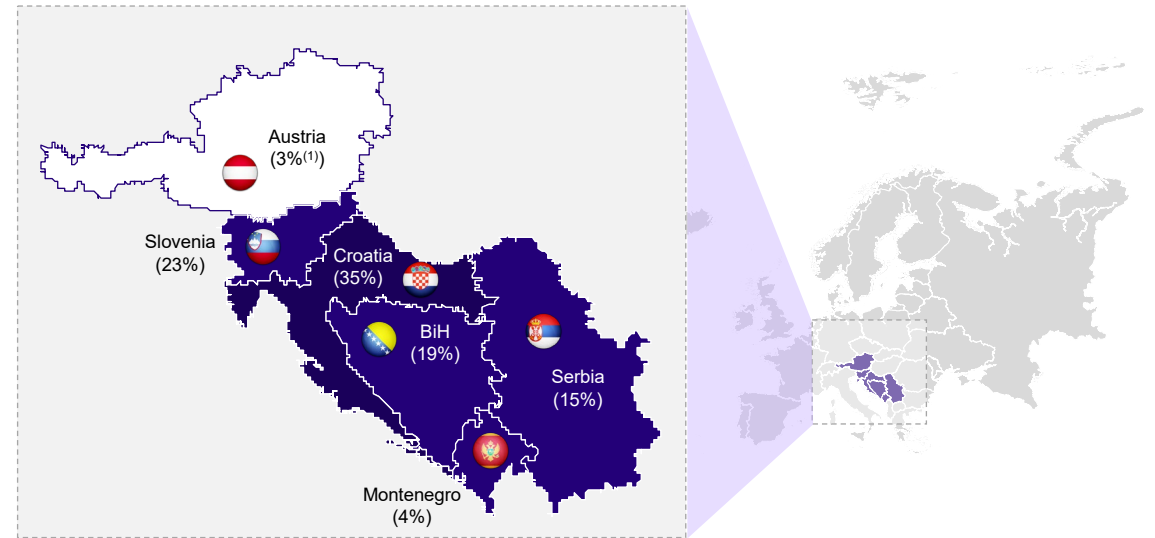 Austria
(3%(1))
Slovenia
(23%)
Croatia
(35%)
BiH
(19%)
Serbia
(15%)
Montenegro
(4%)